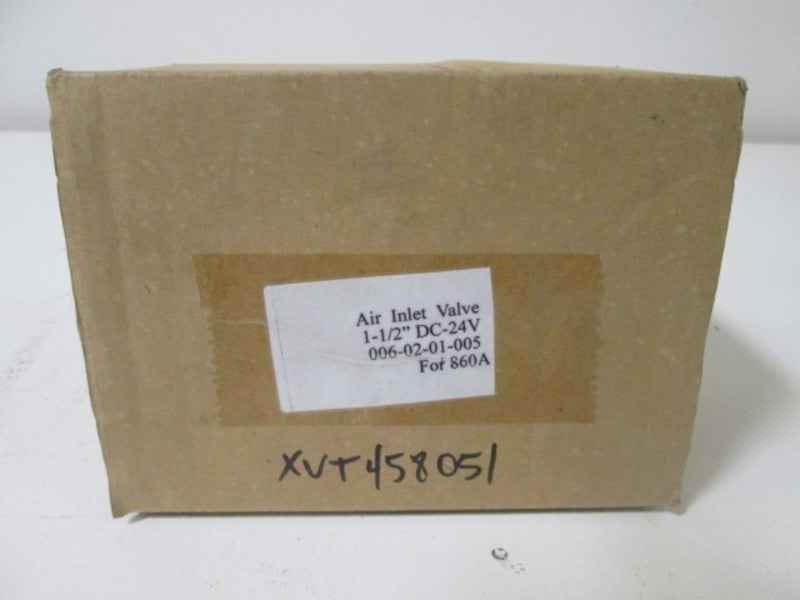 Air Inlet Valve
1-1/2” DC-24V
006-02-01-005
For 860A
XVT458051